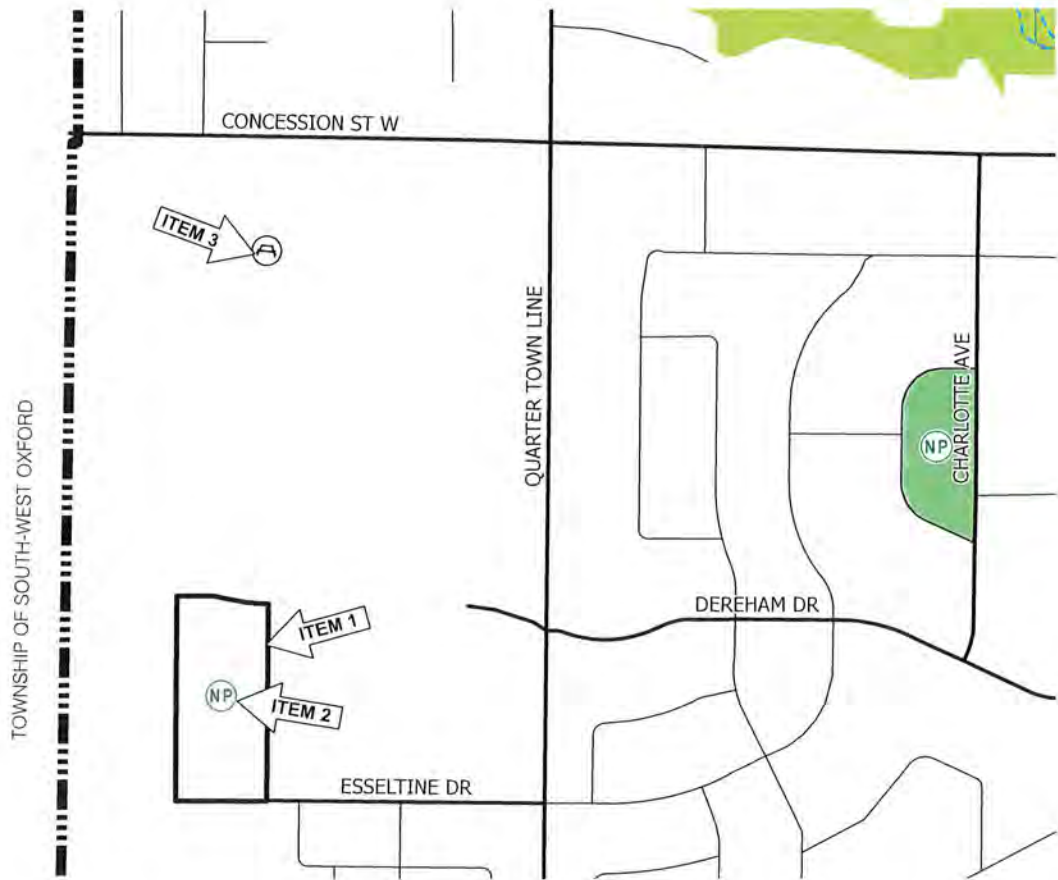 CONCESSION ST W
ITEM 3
QUARTER TOWN LINE
CHARLOTTE AVE
NP
TOWNSHIP OF SOUTH-WEST OXFORD
DEREHAM DR
ITEM 1
NP
ITEM 2
ESSELTINE DR